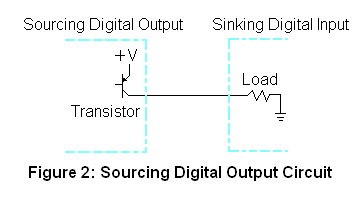 Sourcing Digital Output
Sinking Digital Input
+V
Load
Transistor
Figure 2: Sourcing Digital Output Circuit